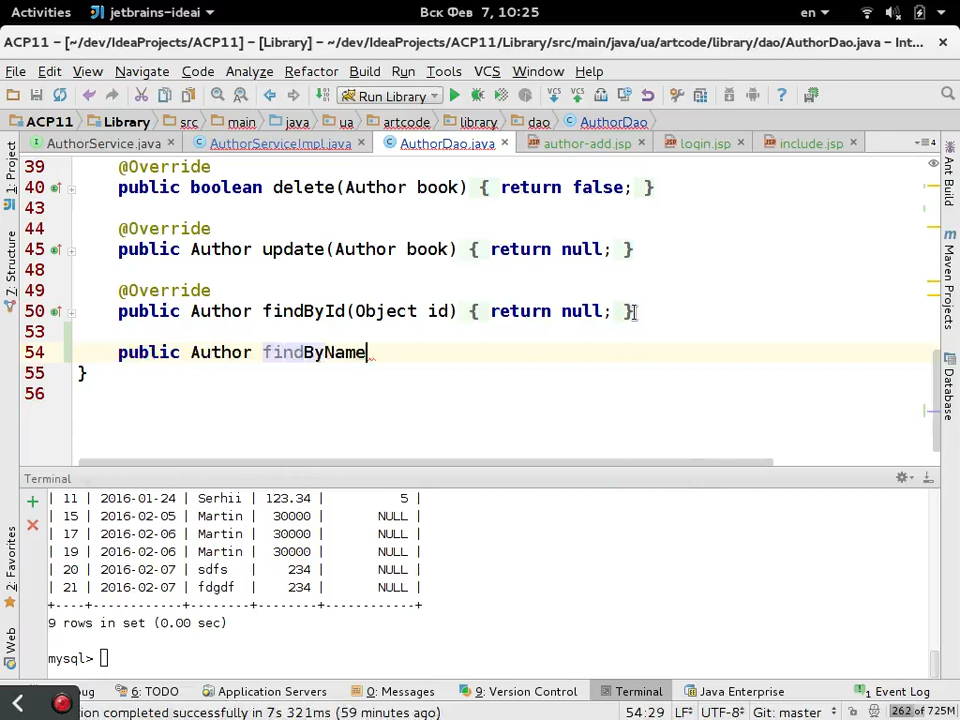 Activities jetbrains-ideai Вск Фев 7, 10:25 en
ACP11 – [~/dev/IdeaProjects/ACP11] – [Library] – ~/dev/IdeaProjects/ACP11/Library/src/main/java/ua/artcode/library/dao/AuthorDao.java – Int...
File Edit View Navigate Code Analyze Refactor Build Run Tools VCS Window Help
Run Library VCS VCS
ACP11 Library src main java ua artcode library dao AuthorDao
AuthorService.java AuthorServiceImpl.java AuthorDao.java author-add.jsp login.jsp include.jsp 4
1: Project
7: Structure
2: Favorites
Web
39 @Override
40 public boolean delete(Author book) { return false; }
43
44 @Override
45 public Author update(Author book) { return null; }
48
49 @Override
50 public Author findById(Object id) { return null; }
53
54 public Author findByName
55 }
56
Ant Build
Maven Projects
Database
Terminal
| 11 | 2016-01-24 | Serhii | 123.34 | 5 |
| 15 | 2016-02-05 | Martin | 30000 | NULL |
| 17 | 2016-02-06 | Martin | 30000 | NULL |
| 19 | 2016-02-06 | Martin | 30000 | NULL |
| 20 | 2016-02-07 | sdfs | 234 | NULL |
| 21 | 2016-02-07 | fdgdf | 234 | NULL |
+----+------------+--------+--------+------------+
9 rows in set (0.00 sec)
mysql>
ug 6: TODO Application Servers 0: Messages 9: Version Control Terminal Java Enterprise 1 Event Log
tion completed successfully in 7s 321ms (59 minutes ago) 54:29 LF UTF-8 Git: master 262 of 725M